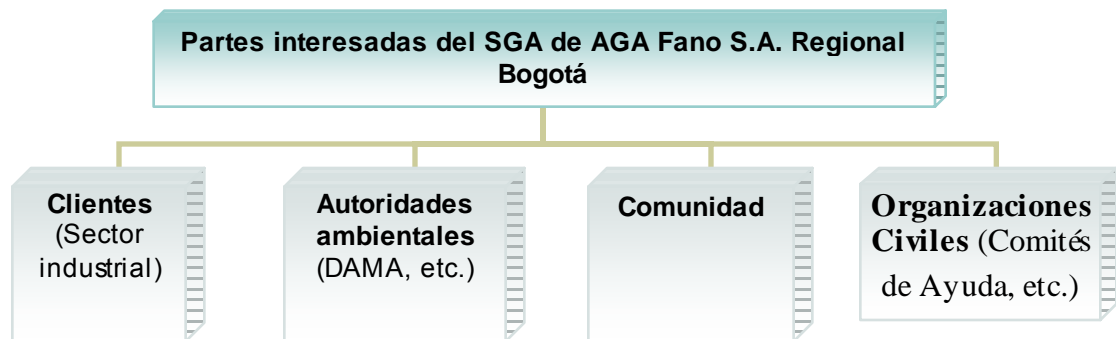 Partes interesadas del SGA de AGA Fano S.A. Regional
Bogotá
Clientes
(Sector
industrial)
Autoridades
ambientales
(DAMA, etc.)
Comunidad
Organizaciones
Civiles (Comités
de Ayuda, etc.)